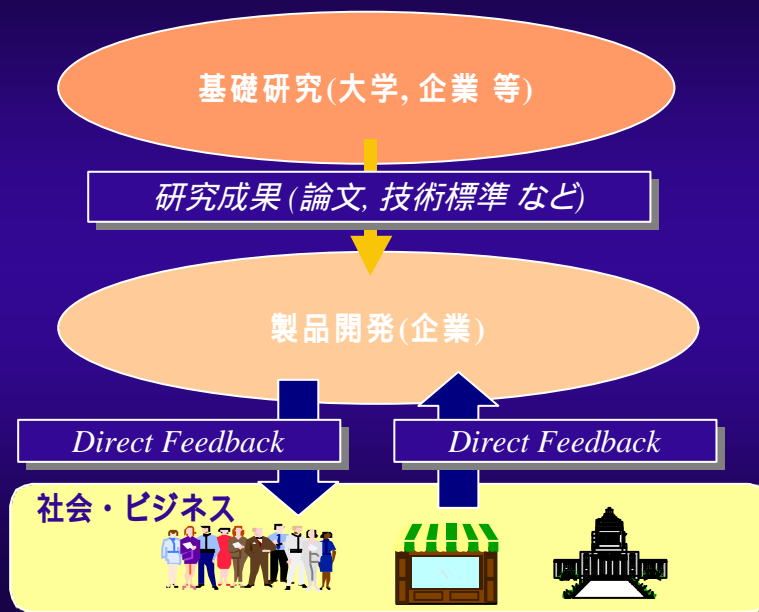 基礎研究(大学, 企業 等)
研究成果 (論文, 技術標準 など)
製品開発(企業)
Direct Feedback
Direct Feedback
社会・ビジネス